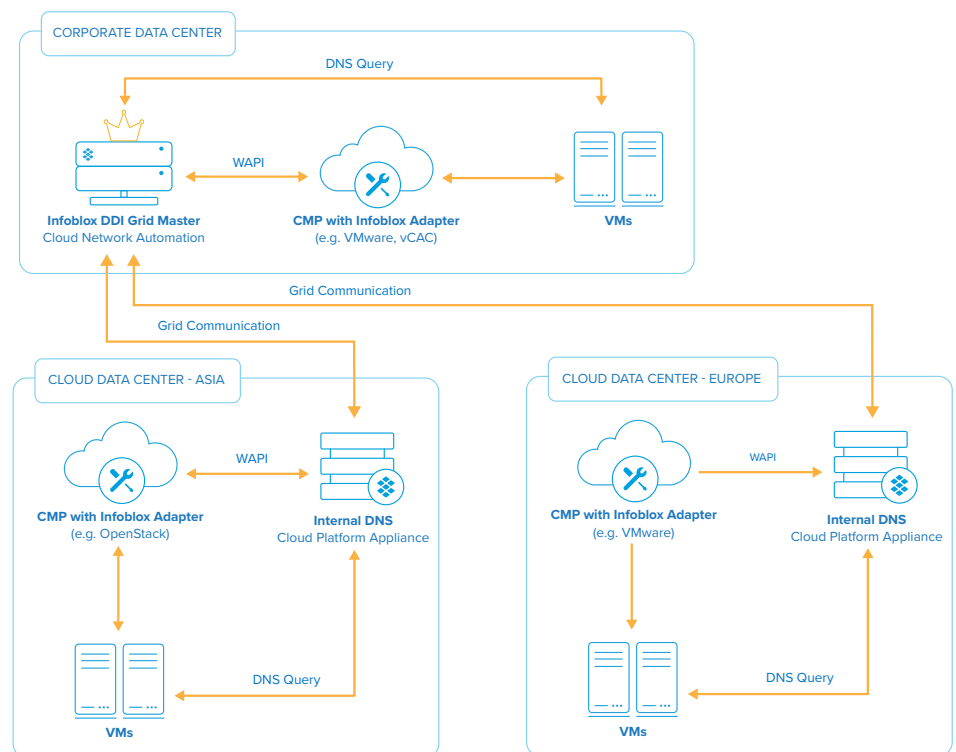 CORPORATE DATA CENTER
DNS Query
WAPI
Infoblox DDI Grid Master
Cloud Network Automation
CMP with Infoblox Adapter
(e.g. VMware, vCAC)
VMs
Grid Communication
Grid Communication
CLOUD DATA CENTER - ASIA
WAPI
CMP with Infoblox Adapter
(e.g. OpenStack)
Internal DNS
Cloud Platform Appliance
DNS Query
VMs
CLOUD DATA CENTER - EUROPE
WAPI
CMP with Infoblox Adapter
(e.g. VMware)
Internal DNS
Cloud Platform Appliance
DNS Query
VMs